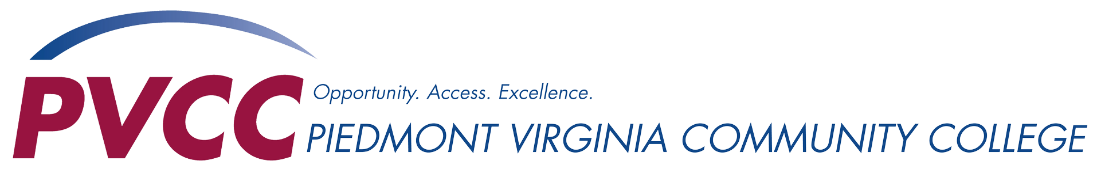 PVCC
Opportunity. Access. Excellence.
PIEDMONT VIRGINIA COMMUNITY COLLEGE